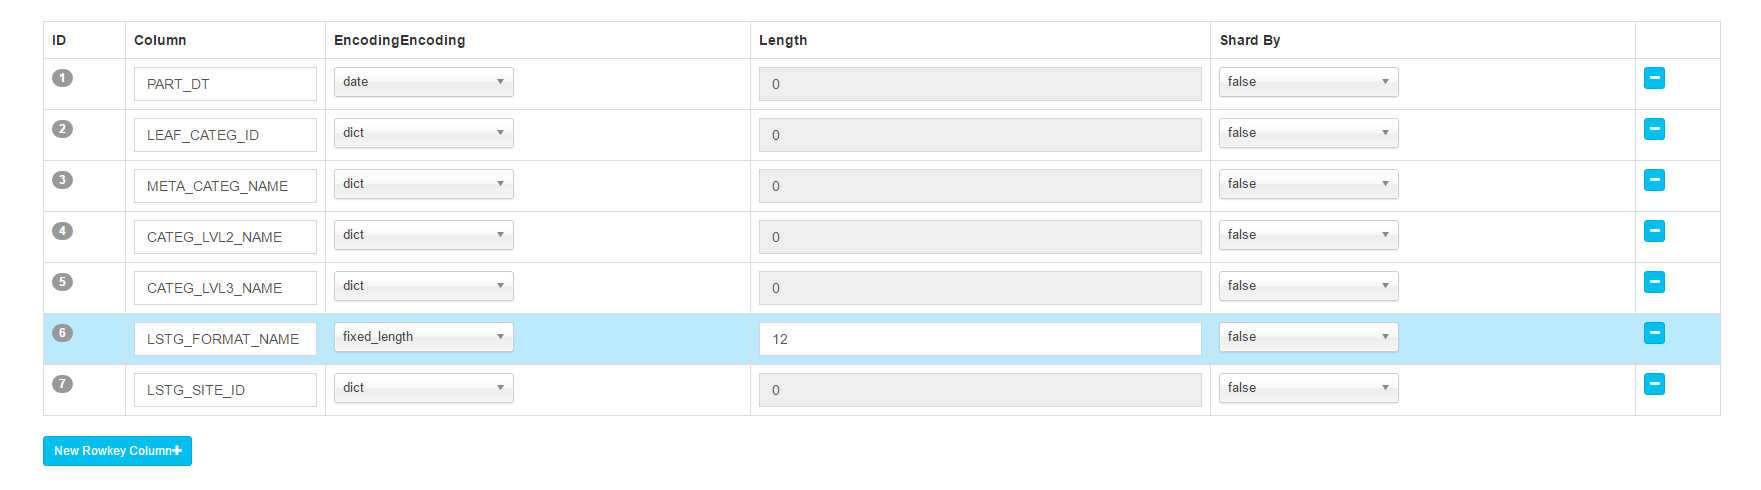 ID Column EncodingEncoding Length Shard By
1 PART_DT date 0 false
2 LEAF_CATEG_ID dict 0 false
3 META_CATEG_NAME dict 0 false
4 CATEG_LVL2_NAME dict 0 false
5 CATEG_LVL3_NAME dict 0 false
6 LSTG_FORMAT_NAME fixed_length 12 false
7 LSTG_SITE_ID dict 0 false
New Rowkey Column+